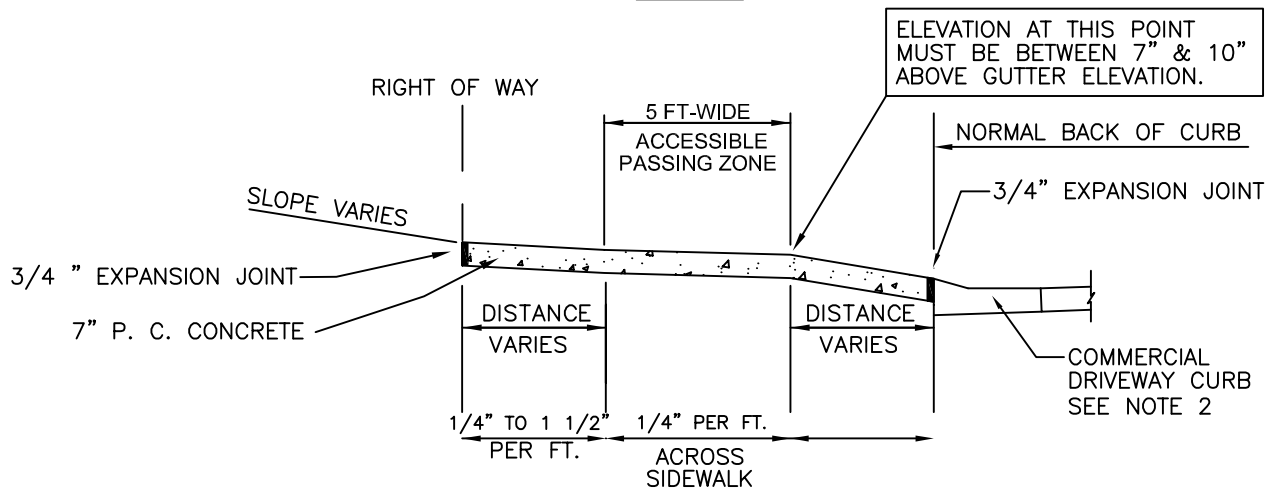 ELEVATION AT THIS POINT
MUST BE BETWEEN 7” & 10”
ABOVE GUTTER ELEVATION.
RIGHT OF WAY
5 FT-WIDE
ACCESSIBLE
PASSING ZONE
NORMAL BACK OF CURB
3/4” EXPANSION JOINT
SLOPE VARIES
3/4 ” EXPANSION JOINT
7” P. C. CONCRETE
DISTANCE
VARIES
DISTANCE
VARIES
COMMERCIAL
DRIVEWAY CURB
SEE NOTE 2
1/4” TO 1 1/2”
PER FT.
1/4” PER FT.
ACROSS
SIDEWALK